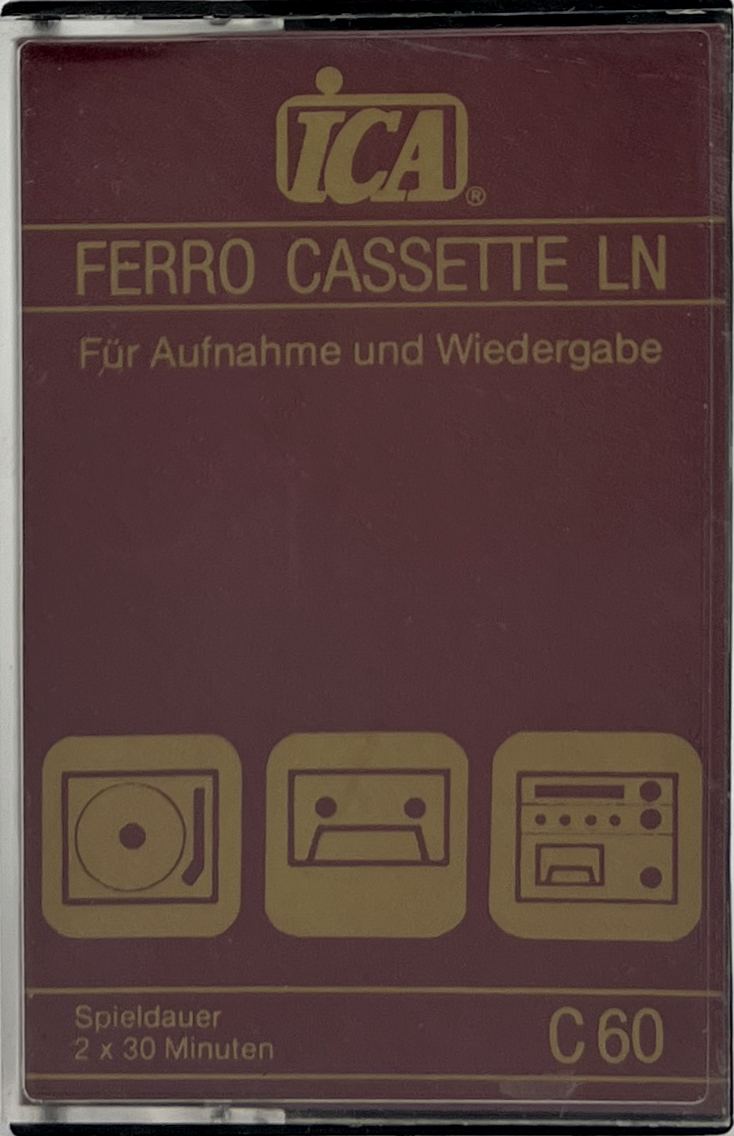 iCA®
FERRO CASSETTE LN
Für Aufnahme und Wiedergabe
Spieldauer
2 x 30 Minuten
C 60